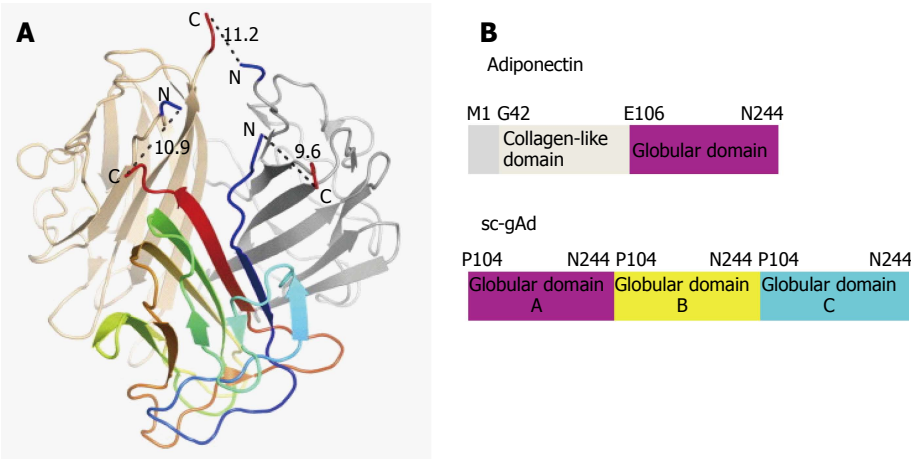 A
C
11.2
N
N
N
10.9
9.6
C
C
B
Adiponectin
M1 G42 E106 N244
Collagen-like
domain
Globular domain
sc-gAd
P104 N244 P104 N244 P104 N244
Globular domain
A
Globular domain
B
Globular domain
C